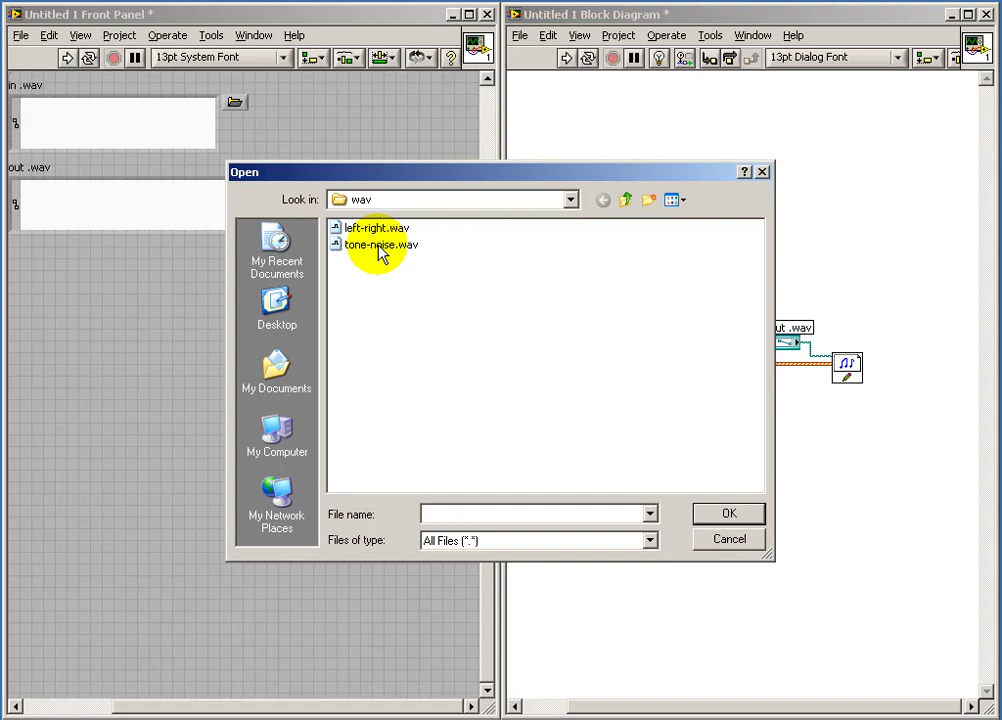 Untitled 1 Front Panel *
File Edit View Project Operate Tools Window Help
13pt System Font
1
in .wav
out .wav
Untitled 1 Block Diagram *
File Edit View Project Operate Tools Window Help
13pt Dialog Font
1
ut .wav
Open
Look in: wav
left-right.wav
tone-noise.wav
My Recent
Documents
Desktop
My Documents
My Computer
My Network
Places
File name:
OK
Files of type: All Files (*.*)
Cancel